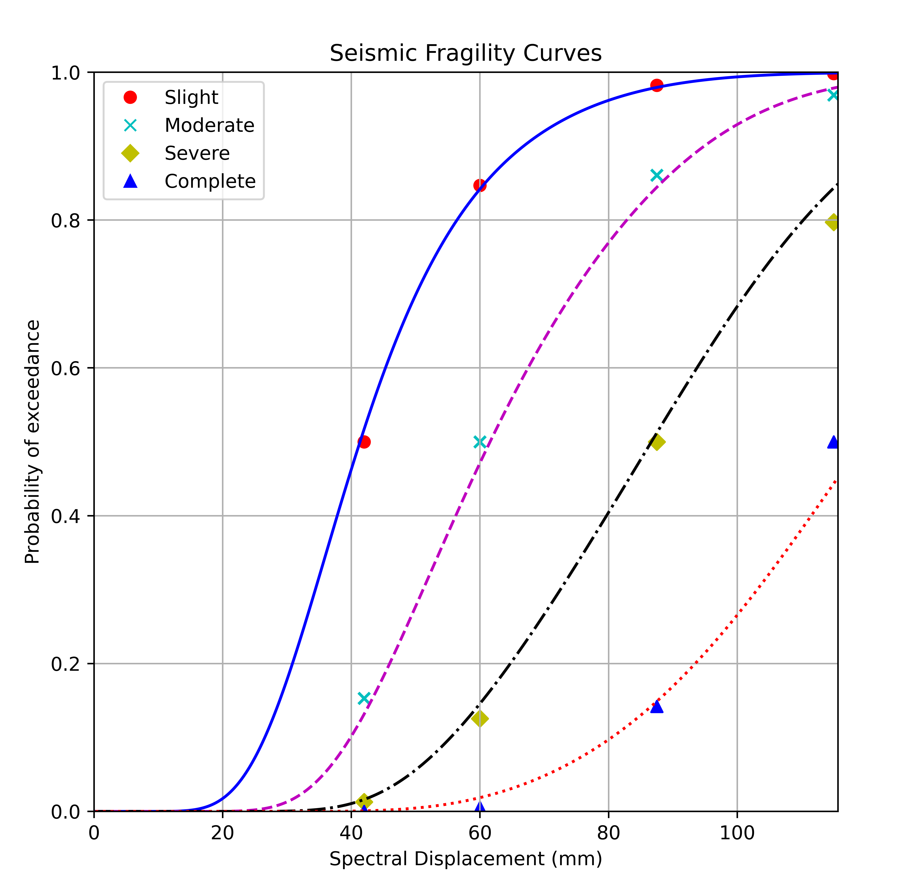 Seismic Fragility Curves
1.0
0.8
0.6
0.4
0.2
0.0
Probability of exceedance
Slight
Moderate
Severe
Complete
0
20
40
60
80
100
Spectral Displacement (mm)